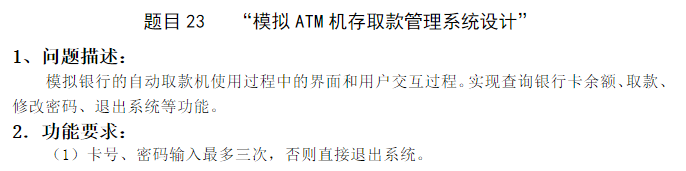 题目 23 “模拟 ATM 机存取款管理系统设计”
1、问题描述：
模拟银行的自动取款机使用过程中的界面和用户交互过程。实现查询银行卡余额、取款、
修改密码、退出系统等功能。
2．功能要求：
（1）卡号、密码输入最多三次，否则直接退出系统。